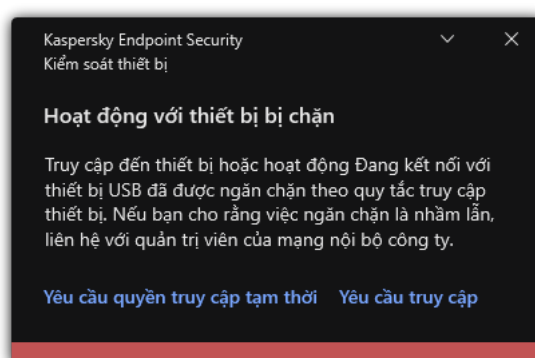 Kaspersky Endpoint Security
Kiểm soát thiết bị
Hoạt động với thiết bị bị chặn
Truy cập đến thiết bị hoặc hoạt động Đang kết nối với
thiết bị USB đã được ngăn chặn theo quy tắc truy cập
thiết bị. Nếu bạn cho rằng việc ngăn chặn là nhầm lẫn,
liên hệ với quản trị viên của mạng nội bộ công ty.
Yêu cầu quyền truy cập tạm thời Yêu cầu truy cập